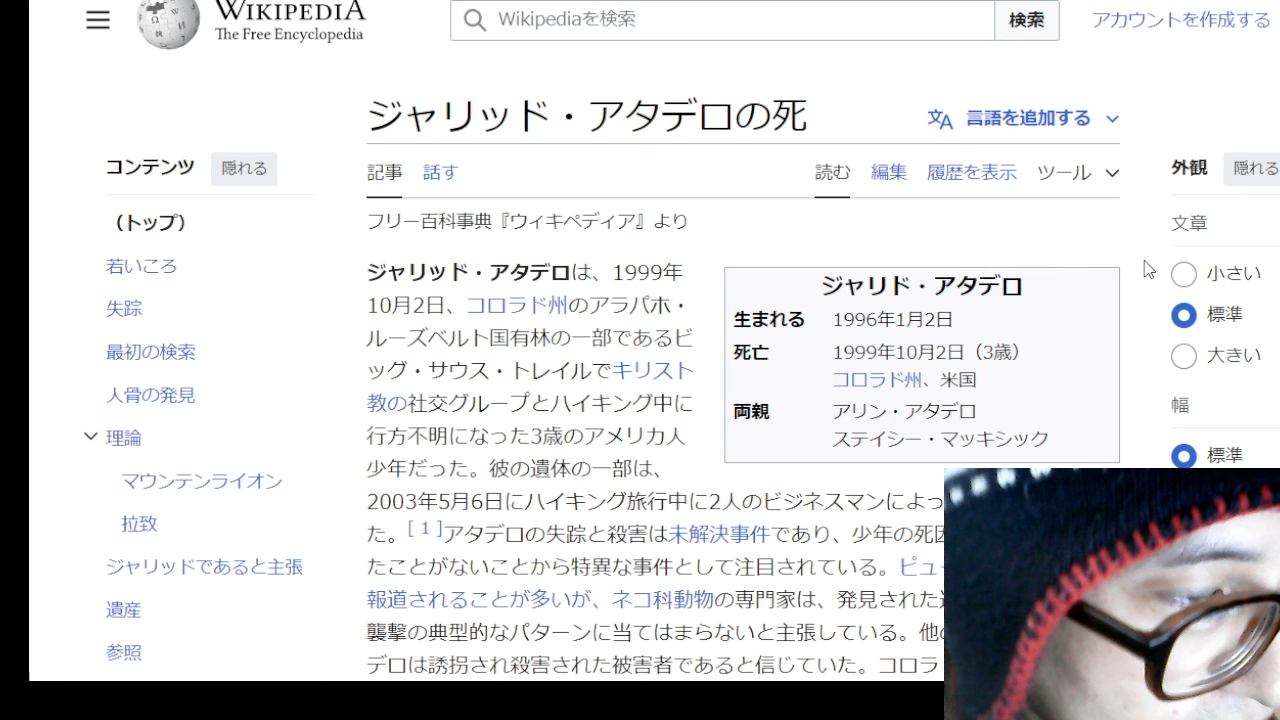 WIKIPEDIA
The Free Encyclopedia
Wikipediaを検索
検索
アカウントを作成する
ジャリッド・アタデロの死
言語を追加する
コンテンツ
隠れる
記事
話す
読む
編集
履歴を表示
ツール
外観
隠れる
(トップ)
フリー百科事典『ウィキペディア』より
文章
若いころ
失踪
最初の検索
人骨の発見
理論
マウンテンライオン
拉致
ジャリッドであると主張
遺産
参照
ジャリッド・アタデロは、1999年
10月2日、コロラド州のアラパホ・
ルーズベルト国有林の一部であるビ
ッグ・サウス・トレイルでキリスト
教の社交グループとハイキング中に
行方不明になった3歳のアメリカ人
少年だった。彼の遺体の一部は、
2003年5月6日にハイキング旅行中に2人のビジネスマンによっ
た。[1]アタデロの失踪と殺害は未解決事件であり、少年の死因
たことがないことから特異な事件として注目されている。ピュー
報道されることが多いが、ネコ科動物の専門家は、発見された
襲撃の典型的なパターンに当てはまらないと主張している。他の
デロは誘拐され殺害された被害者であると信じていた。コロラ
ジャリド・アタデロ
生まれる 1996年1月2日
死亡 1999年10月2日(3歳)
コロラド州、米国
両親 アリン・アタデロ
ステイシー・マッキシック
小さい
標準
大きい
幅
標準